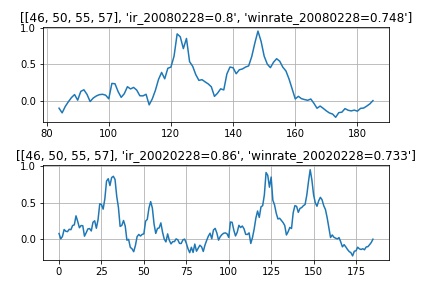 [[46, 50, 55, 57], 'ir_20080228=0.8', 'winrate_20080228=0.748']
1.0
0.5
0.0
80 100 120 140 160 180
[[46, 50, 55, 57], 'ir_20020228=0.86', 'winrate_20020228=0.733']
1.0
0.5
0.0
0 25 50 75 100 125 150 175